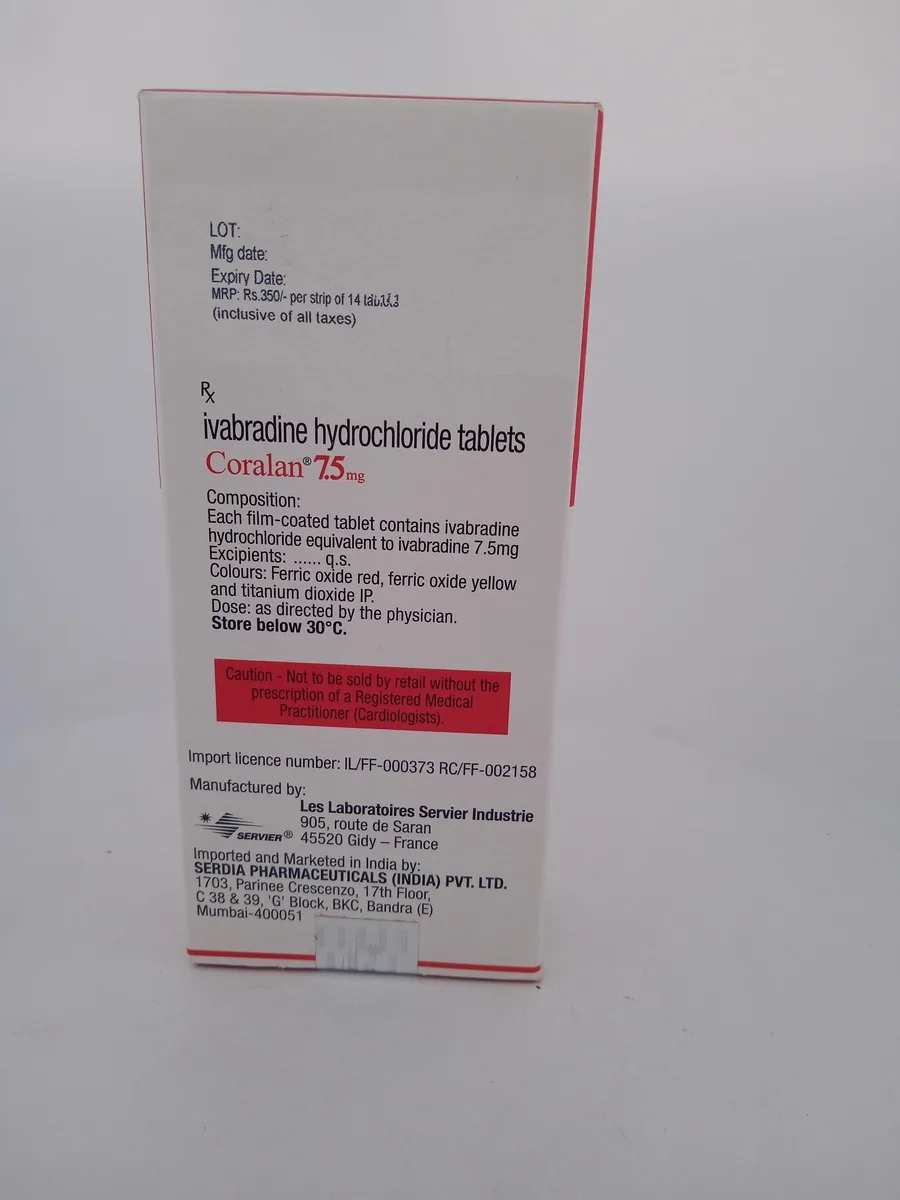 LOT:
Mfg date:
Expiry Date:
MRP: Rs.350/- per strip of 14
(inclusive of all taxes)
Rx
ivabradine hydrochloride tablets
Coralan® 7.5 mg
Composition:
Each film-coated tablet contains ivabradine
hydrochloride equivalent to ivabradine 7.5mg
Excipients: ...... q.s.
Colours: Ferric oxide red, ferric oxide yellow
and titanium dioxide IP.
Dose: as directed by the physician.
Store below 30°C.
Caution - Not to be sold by retail without the
prescription of a Registered Medical
Practitioner (Cardiologists).
Import licence number: IL/FF-000373 RC/FF-002158
Manufactured by:
Les Laboratoires Servier Industrie
905, route de Saran
SERVIER® 45520 Gidy – France
Imported and Marketed in India by:
SERDIA PHARMACEUTICALS (INDIA) PVT. LTD.
1703, Parinee Crescenzo, 17th Floor,
C 38 & 39, 'G' Block, BKC, Bandra (E)
Mumbai-400051